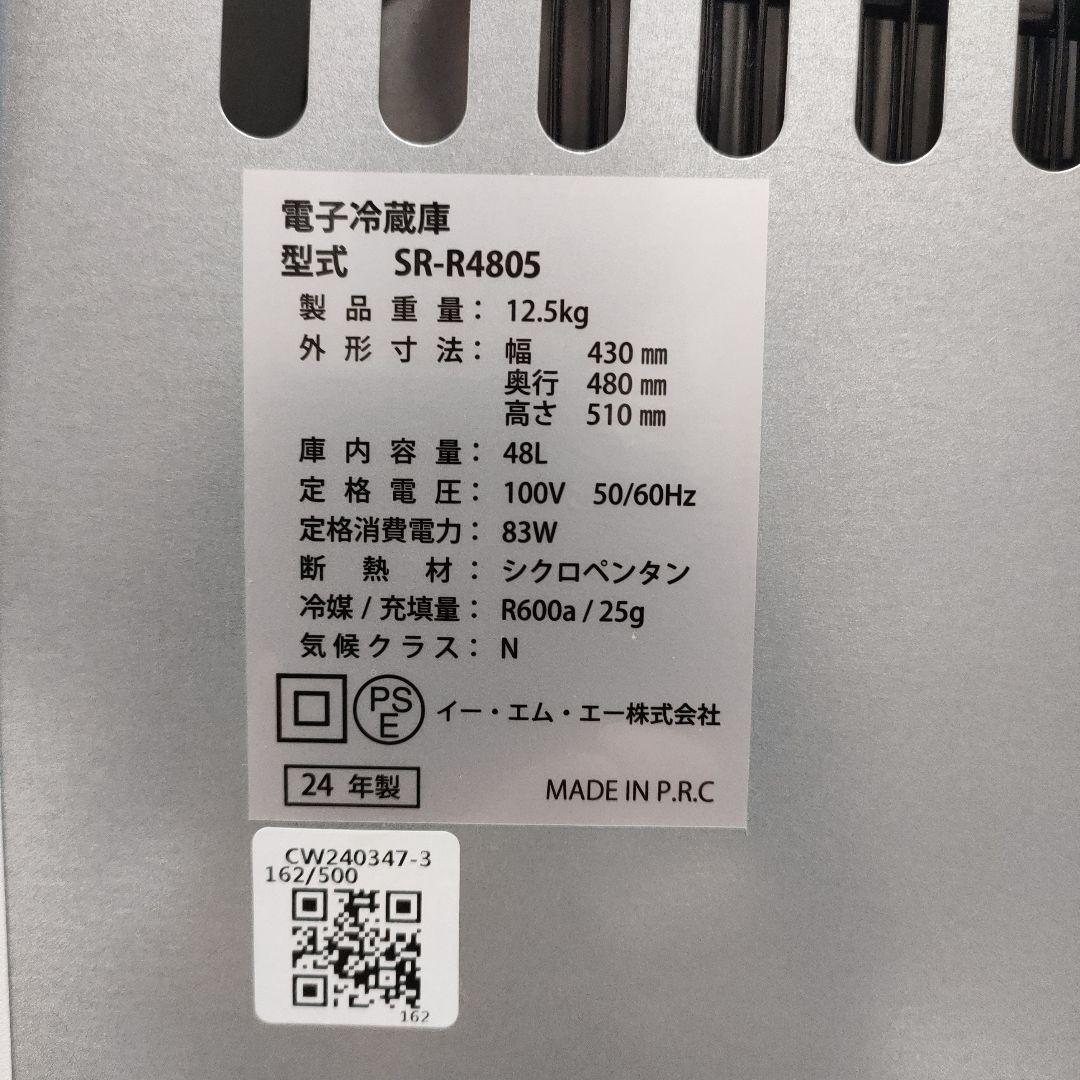 電子冷蔵庫
型式 SR-R4805
製品重量： 12.5kg
外形寸法： 幅 430㎜
奥行 480㎜
高さ 510㎜
庫内容量： 48L
定格電圧： 100V 50/60Hz
定格消費電力： 83W
断熱材： シクロペンタン
冷媒/充填量： R600a / 25g
気候クラス： N
PSE イー・エム・エー株式会社
24 年製 MADE IN P.R.C
CW240347-3
162/500
162